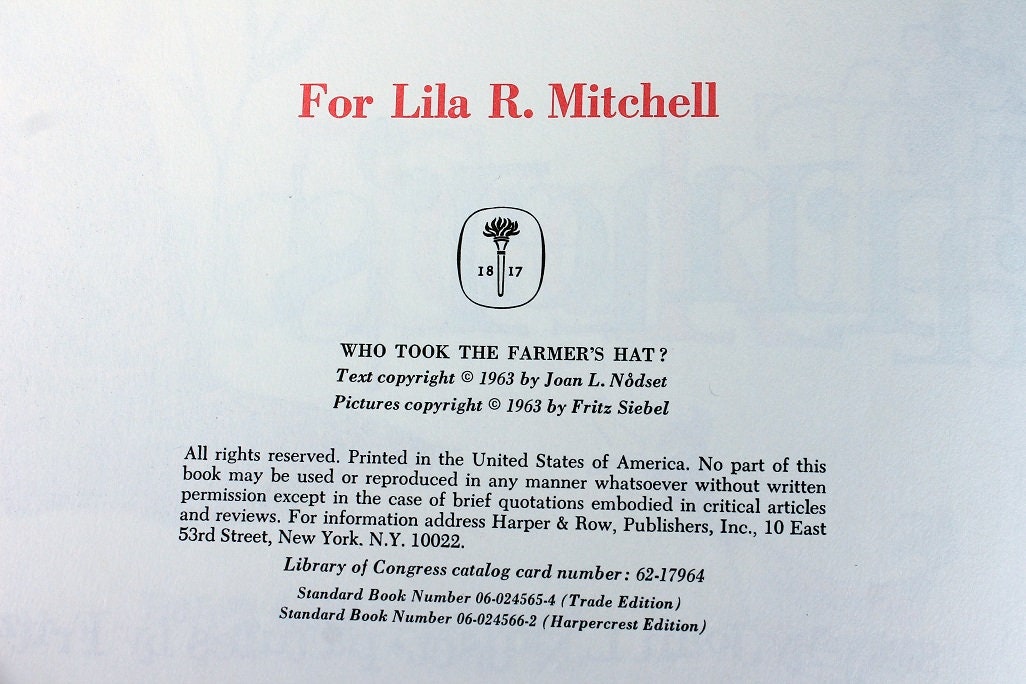 For Lila R. Mitchell
18 17
WHO TOOK THE FARMER'S HAT?
Text copyright © 1963 by Joan L. Nödset
Pictures copyright © 1963 by Fritz Siebel
All rights reserved. Printed in the United States of America. No part of this
book may be used or reproduced in any manner whatsoever without written
permission except in the case of brief quotations embodied in critical articles
and reviews. For information address Harper & Row, Publishers, Inc., 10 East
53rd Street, New York. N.Y. 10022.
Library of Congress catalog card number: 62-17964
Standard Book Number 06-024565-4 (Trade Edition)
Standard Book Number 06-024566-2 (Harpercrest Edition)